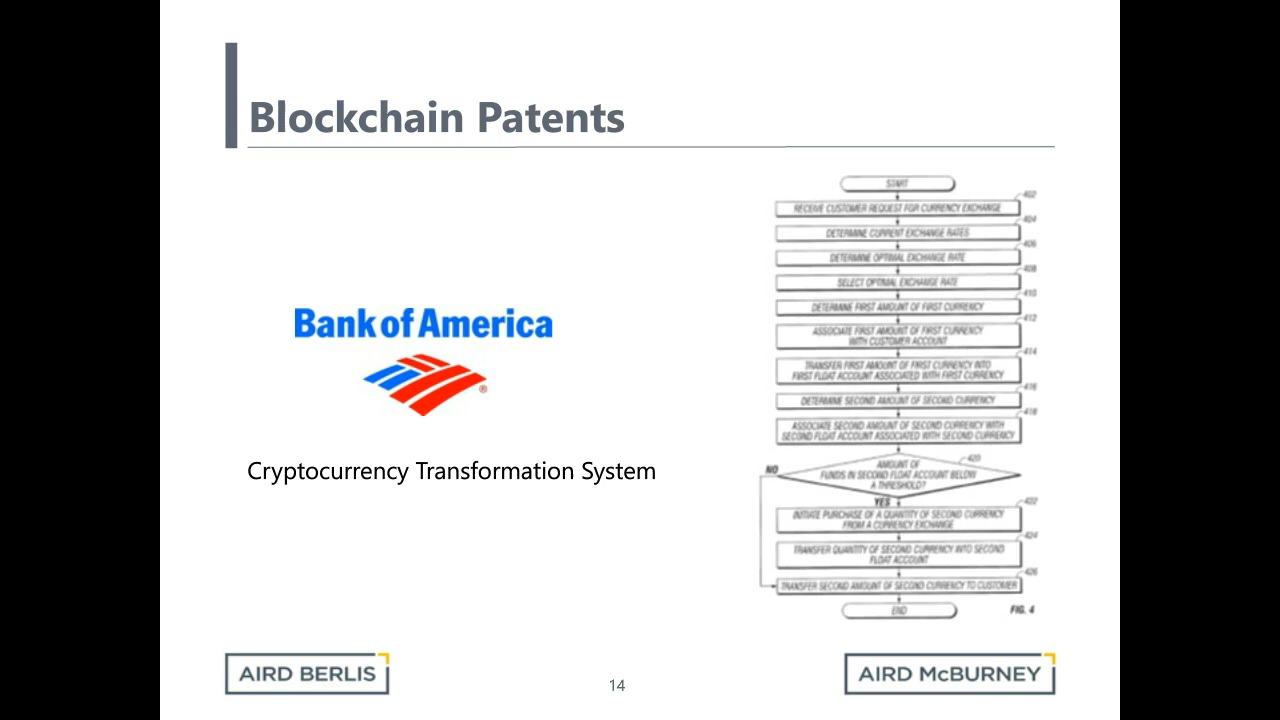 Blockchain Patents
Bank of America
®
Cryptocurrency Transformation System
START
402
RECEIVE CUSTOMER REQUEST FOR CURRENCY EXCHANGE
404
DETERMINE CURRENT EXCHANGE RATES
406
DETERMINE OPTIMAL EXCHANGE RATE
408
SELECT OPTIMAL EXCHANGE RATE
410
DETERMINE FIRST AMOUNT OF FIRST CURRENCY
412
ASSOCIATE FIRST AMOUNT OF FIRST CURRENCY
WITH CUSTOMER ACCOUNT
414
TRANSFER FIRST AMOUNT OF FIRST CURRENCY INTO
FIRST FLOAT ACCOUNT ASSOCIATED WITH FIRST CURRENCY
416
DETERMINE SECOND AMOUNT OF SECOND CURRENCY
418
ASSOCIATE SECOND AMOUNT OF SECOND CURRENCY WITH
SECOND FLOAT ACCOUNT ASSOCIATED WITH SECOND CURRENCY
420
AMOUNT OF
FUNDS IN SECOND FLOAT ACCOUNT BELOW
A THRESHOLD?
NO
YES
422
INITIATE PURCHASE OF A QUANTITY OF SECOND CURRENCY
FROM A CURRENCY EXCHANGE
424
TRANSFER QUANTITY OF SECOND CURRENCY INTO SECOND
FLOAT ACCOUNT
426
TRANSFER SECOND AMOUNT OF SECOND CURRENCY TO CUSTOMER
END
FIG. 4
AIRD BERLIS
14
AIRD McBURNEY